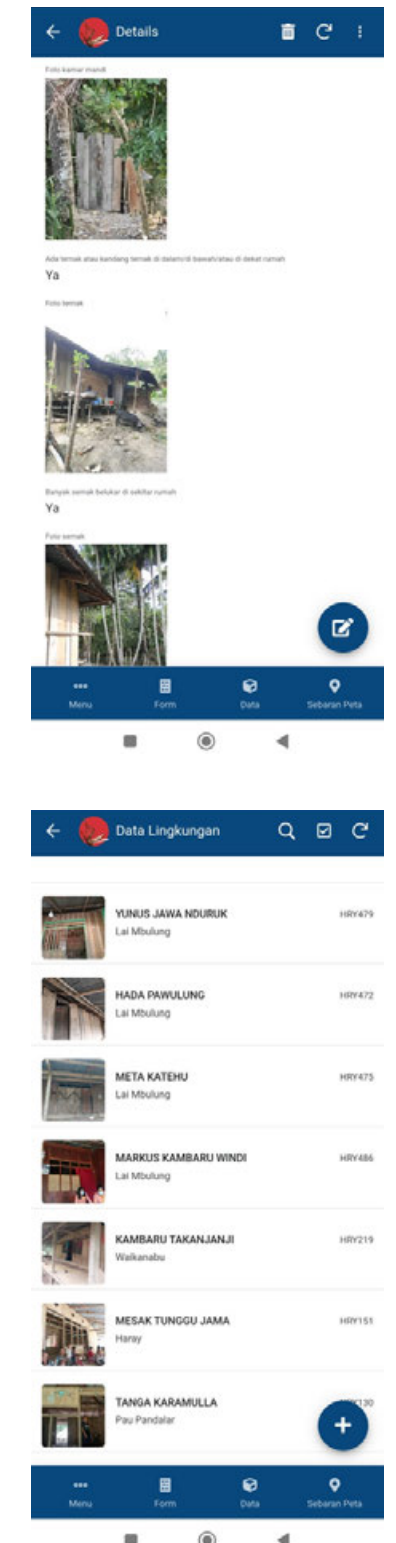 Details
Foto kamar mandi
Ada ternak atau kandang ternak di dalam/di bawah/atau di dekat rumah
Ya
Foto ternak
Banyak semak belukar di sekitar rumah
Ya
Foto semak
Menu Form Data Sebaran Peta
Data Lingkungan
YUNUS JAWA NDURUK HRY479
Lai Mbulung
HADA PAWULUNG HRY472
Lai Mbulung
META KATEHU HRY475
Lai Mbulung
MARKUS KAMBARU WINDI HRY486
Lai Mbulung
KAMBARU TAKANJANJI HRY219
Waikanabu
MESAK TUNGGU JAMA HRY151
Haray
TANGA KARAMULLA
Pau Pandalar
Menu Form Data Sebaran Peta